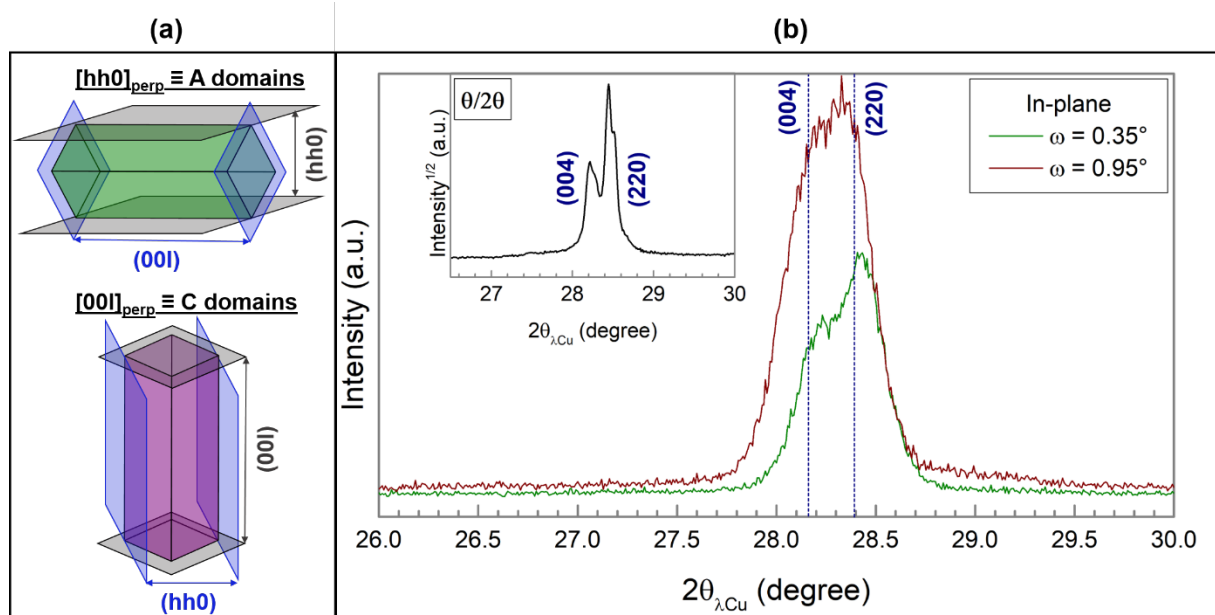 (a)
[hh0]perp ≡ A domains
(hh0)
(00l)
[00l]perp ≡ C domains
(00l)
(hh0)
(b)
θ/2θ
Intensity1/2 (a.u.)
(004)
(220)
27 28 29 30
2θλCu (degree)
(004)
(220)
In-plane
ω = 0.35°
ω = 0.95°
Intensity (a.u.)
26.0 27.0 27.5 28.0 28.5 29.0 29.5 30.0
2θλCu (degree)